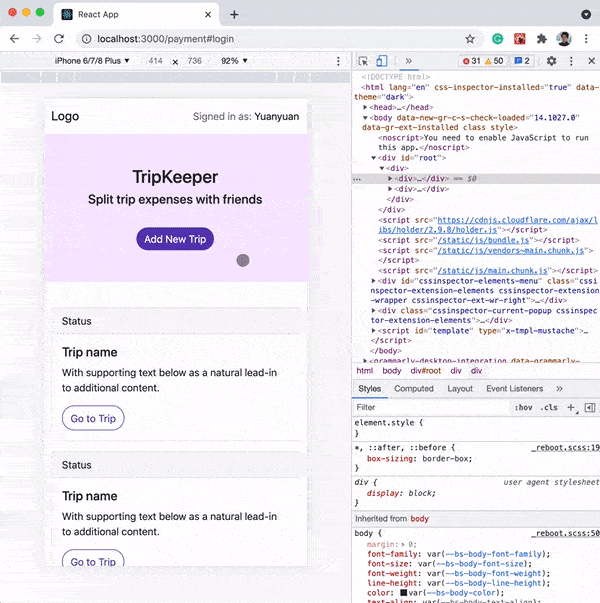 React App
localhost:3000/payment#login
iPhone 6/7/8 Plus ▼ 414 × 736 92% ▼
31 50 2
Logo
Signed in as: Yuanyuan
TripKeeper
Split trip expenses with friends
Add New Trip
Status
Trip name
With supporting text below as a natural lead-in
to additional content.
Go to Trip
Status
Trip name
With supporting text below as a natural lead-in
to additional content.
Go to Trip
<!DOCTYPE html>
<html lang="en" css-inspector-installed="true" data-
theme="dark">
▶<head>…</head>
▼<body data-new-gr-c-s-check-loaded="14.1027.0"
data-gr-ext-installed class style>
<noscript>You need to enable JavaScript to run
this app.</noscript>
▼<div id="root">
▼<div>
… ▶<div>…</div> == $0
▶<div>…</div>
</div>
</div>
<script src="https://cdnjs.cloudflare.com/ajax/l
ibs/holder/2.9.8/holder.js"></script>
<script src="/static/js/bundle.js"></script>
<script src="/static/js/vendors~main.chunk.js">
</script>
<script src="/static/js/main.chunk.js"></script>
▶<div id="cssinspector-elements-menu" class="cssi
nspector-extension-elements cssinspector-extension
-wrapper cssinspector-ext-wr-right">…</div>
▶<div class="cssinspector-current-popup cssinspec
tor-extension-elements">…</div>
▶<script id="template" type="x-tmpl-mustache">…
</script>
</body>
▶<grammarly-desktop-integration data-grammarly-
html body div#root div div
Styles Computed Layout Event Listeners »
Filter :hov .cls +
element.style {
}
*, ::after, ::before { _reboot.scss:19
box-sizing: border-box;
}
div { user agent stylesheet
display: block;
}
Inherited from body
body { _reboot.scss:50
margin:▶ 0;
font-family: var(--bs-body-font-family);
font-size: var(--bs-body-font-size);
font-weight: var(--bs-body-font-weight);
line-height: var(--bs-body-line-height);
color: var(--bs-body-color);
text-align: var(--bs-body-text-align);